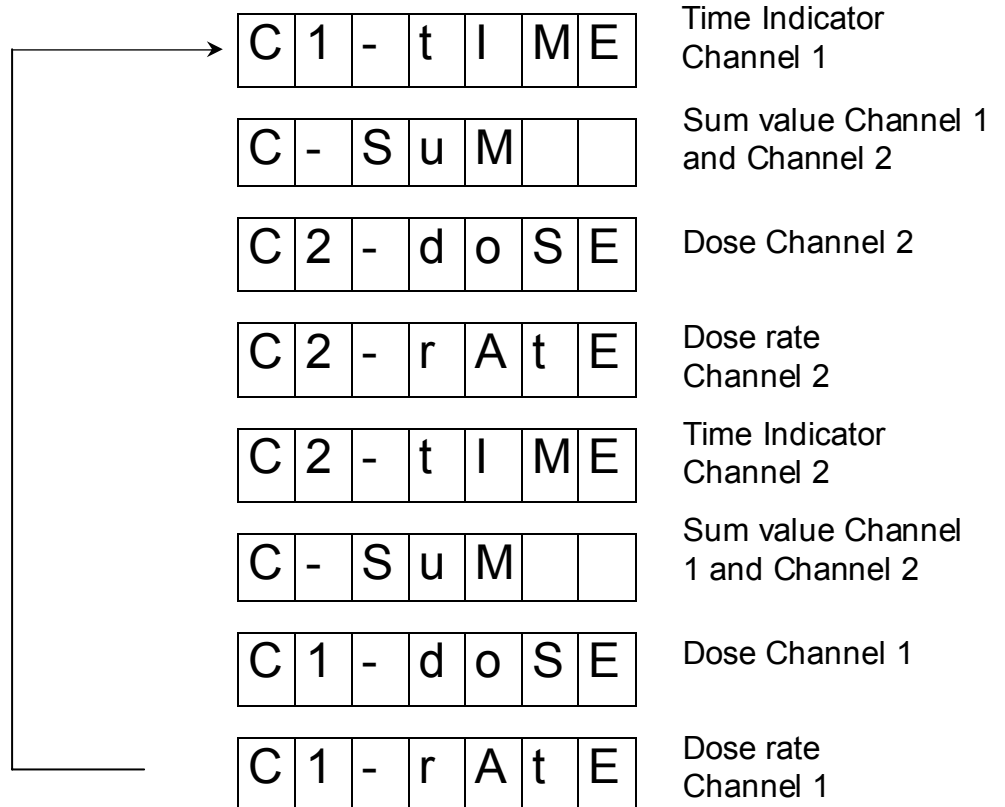 C1-tIME
Time Indicator
Channel 1
C-SuM
Sum value Channel 1
and Channel 2
C2-doSE
Dose Channel 2
C2-rAtE
Dose rate
Channel 2
C2-tIME
Time Indicator
Channel 2
C-SuM
Sum value Channel
1 and Channel 2
C1-doSE
Dose Channel 1
C1-rAtE
Dose rate
Channel 1